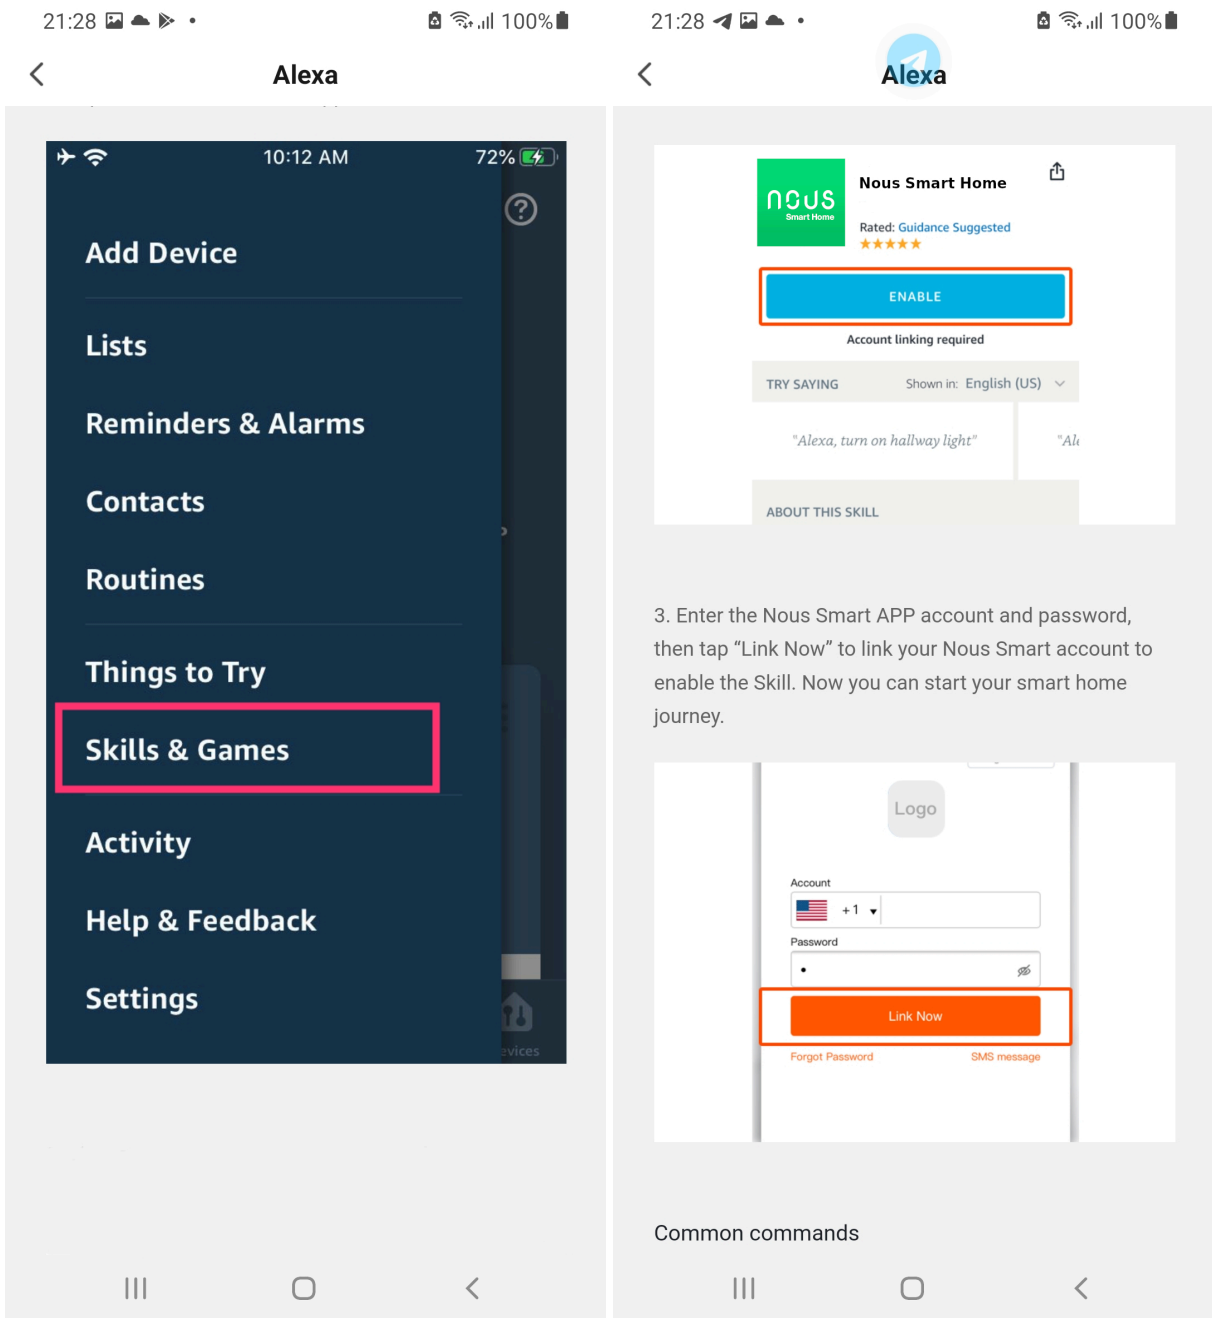 21:28
100%
Alexa
10:12 AM
72%
Add Device
Lists
Reminders & Alarms
Contacts
Routines
Things to Try
Skills & Games
Activity
Help & Feedback
Settings
evices
21:28
100%
Alexa
nous
Smart Home
Nous Smart Home
Rated: Guidance Suggested
ENABLE
Account linking required
TRY SAYING
Shown in: English (US)
"Alexa, turn on hallway light"
"Ale
ABOUT THIS SKILL
3. Enter the Nous Smart APP account and password,
then tap “Link Now” to link your Nous Smart account to
enable the Skill. Now you can start your smart home
journey.
Logo
Account
+1
Password
Link Now
Forgot Password
SMS message
Common commands